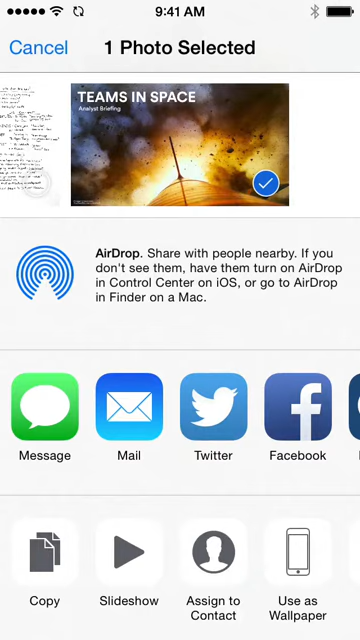 9:41 AM
Cancel
1 Photo Selected
TEAMS IN SPACE
Analyst Briefing
AirDrop. Share with people nearby. If you
don't see them, have them turn on AirDrop
in Control Center on iOS, or go to AirDrop
in Finder on a Mac.
Message
Mail
Twitter
Facebook
Copy
Slideshow
Assign to
Contact
Use as
Wallpaper